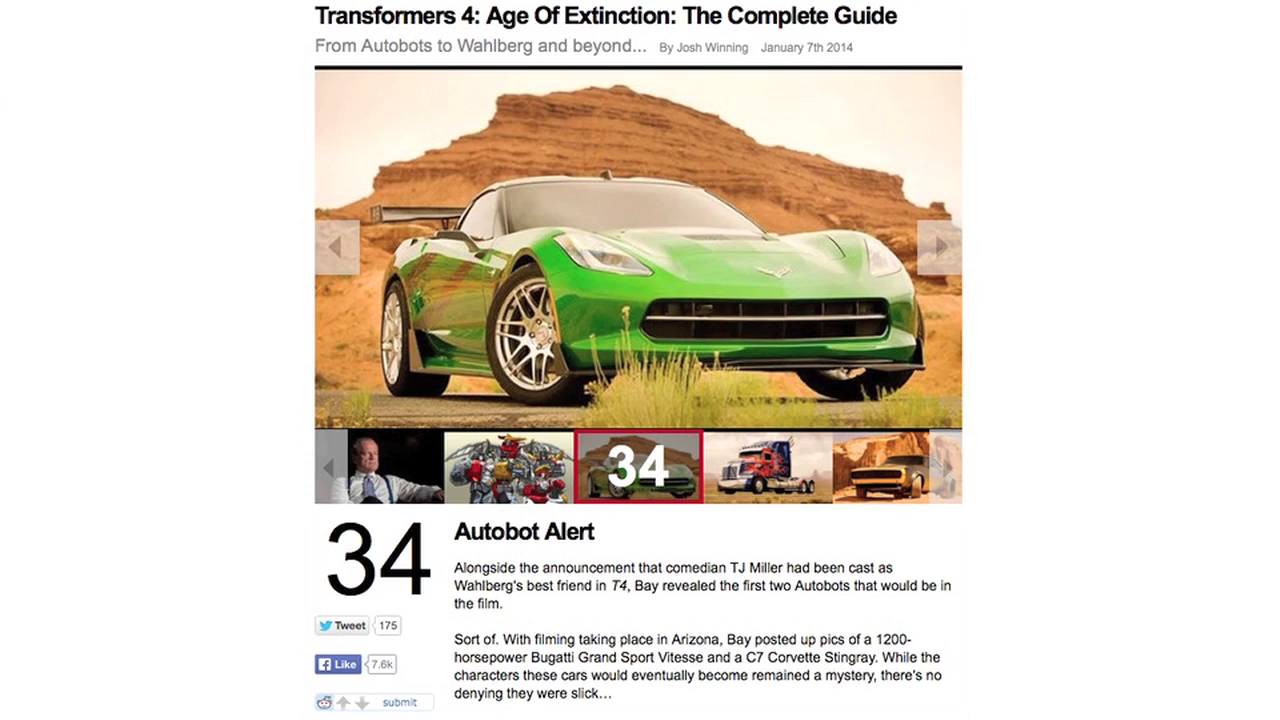 Transformers 4: Age Of Extinction: The Complete Guide
From Autobots to Wahlberg and beyond... By Josh Winning January 7th 2014
34
34
Autobot Alert
Alongside the announcement that comedian TJ Miller had been cast as
Wahlberg's best friend in T4, Bay revealed the first two Autobots that would be in
the film.
Sort of. With filming taking place in Arizona, Bay posted up pics of a 1200-
horsepower Bugatti Grand Sport Vitesse and a C7 Corvette Stingray. While the
characters these cars would eventually become remained a mystery, there's no
denying they were slick...
Tweet 175
Like 7.6k
submit